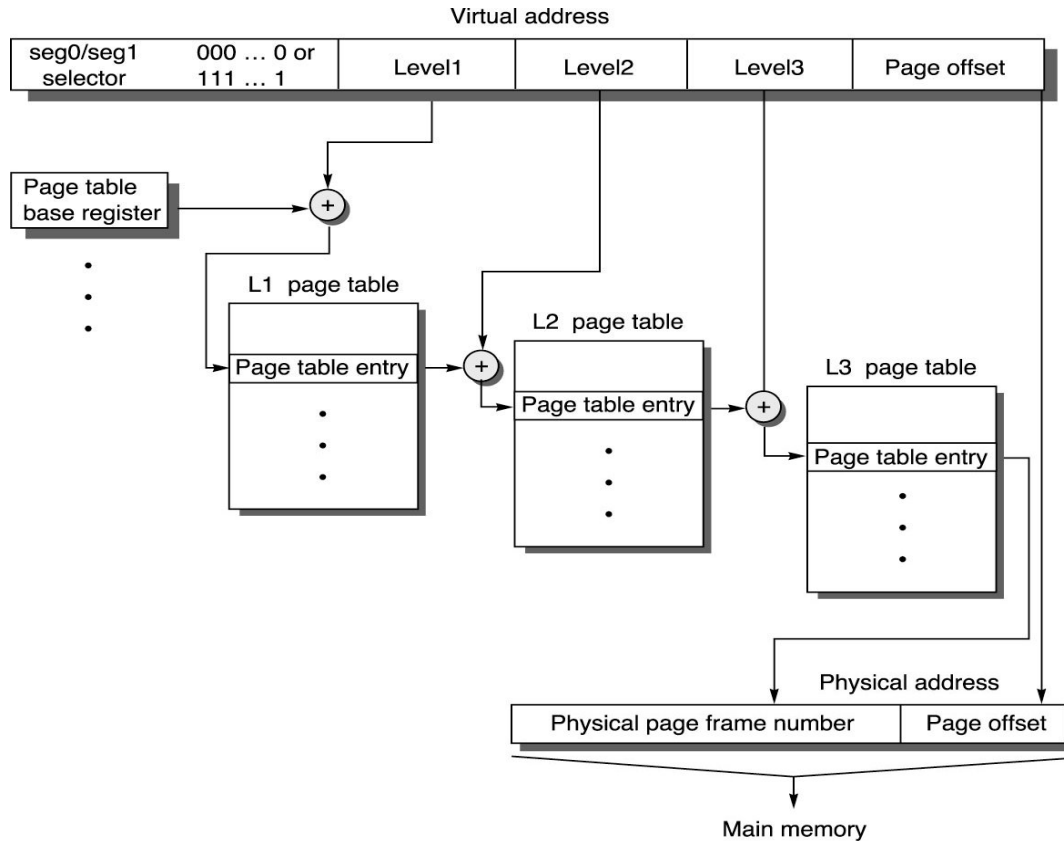 Virtual address
seg0/seg1 000 ... 0 or
selector 111 ... 1
Level1
Level2
Level3
Page offset
Page table
base register
+
L1 page table
Page table entry
+
L2 page table
Page table entry
+
L3 page table
Page table entry
Physical address
Physical page frame number
Page offset
Main memory